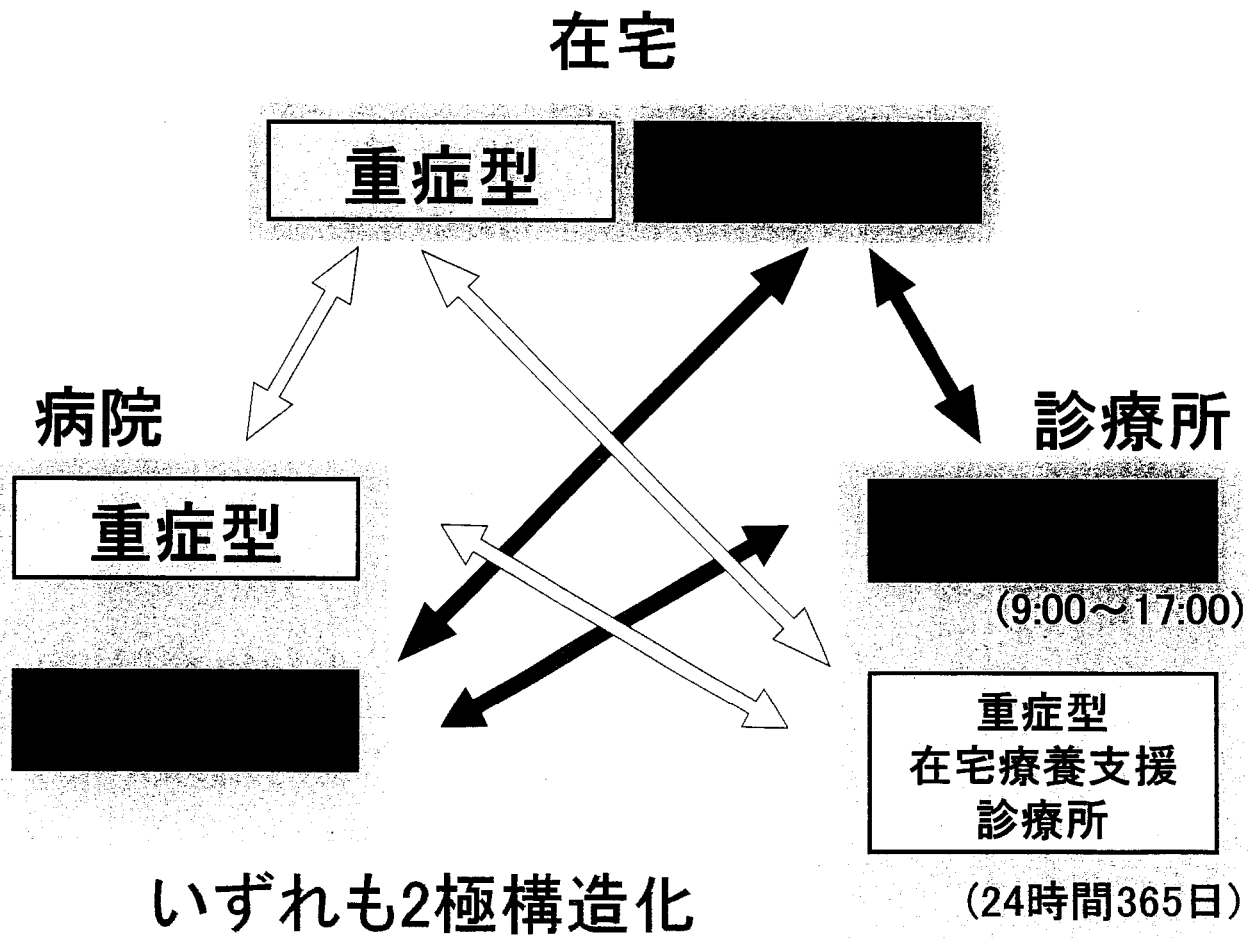 在宅
重症型
病院
診療所
重症型
(9:00～17:00)
重症型
在宅療養支援
診療所
(24時間365日)
いずれも2極構造化